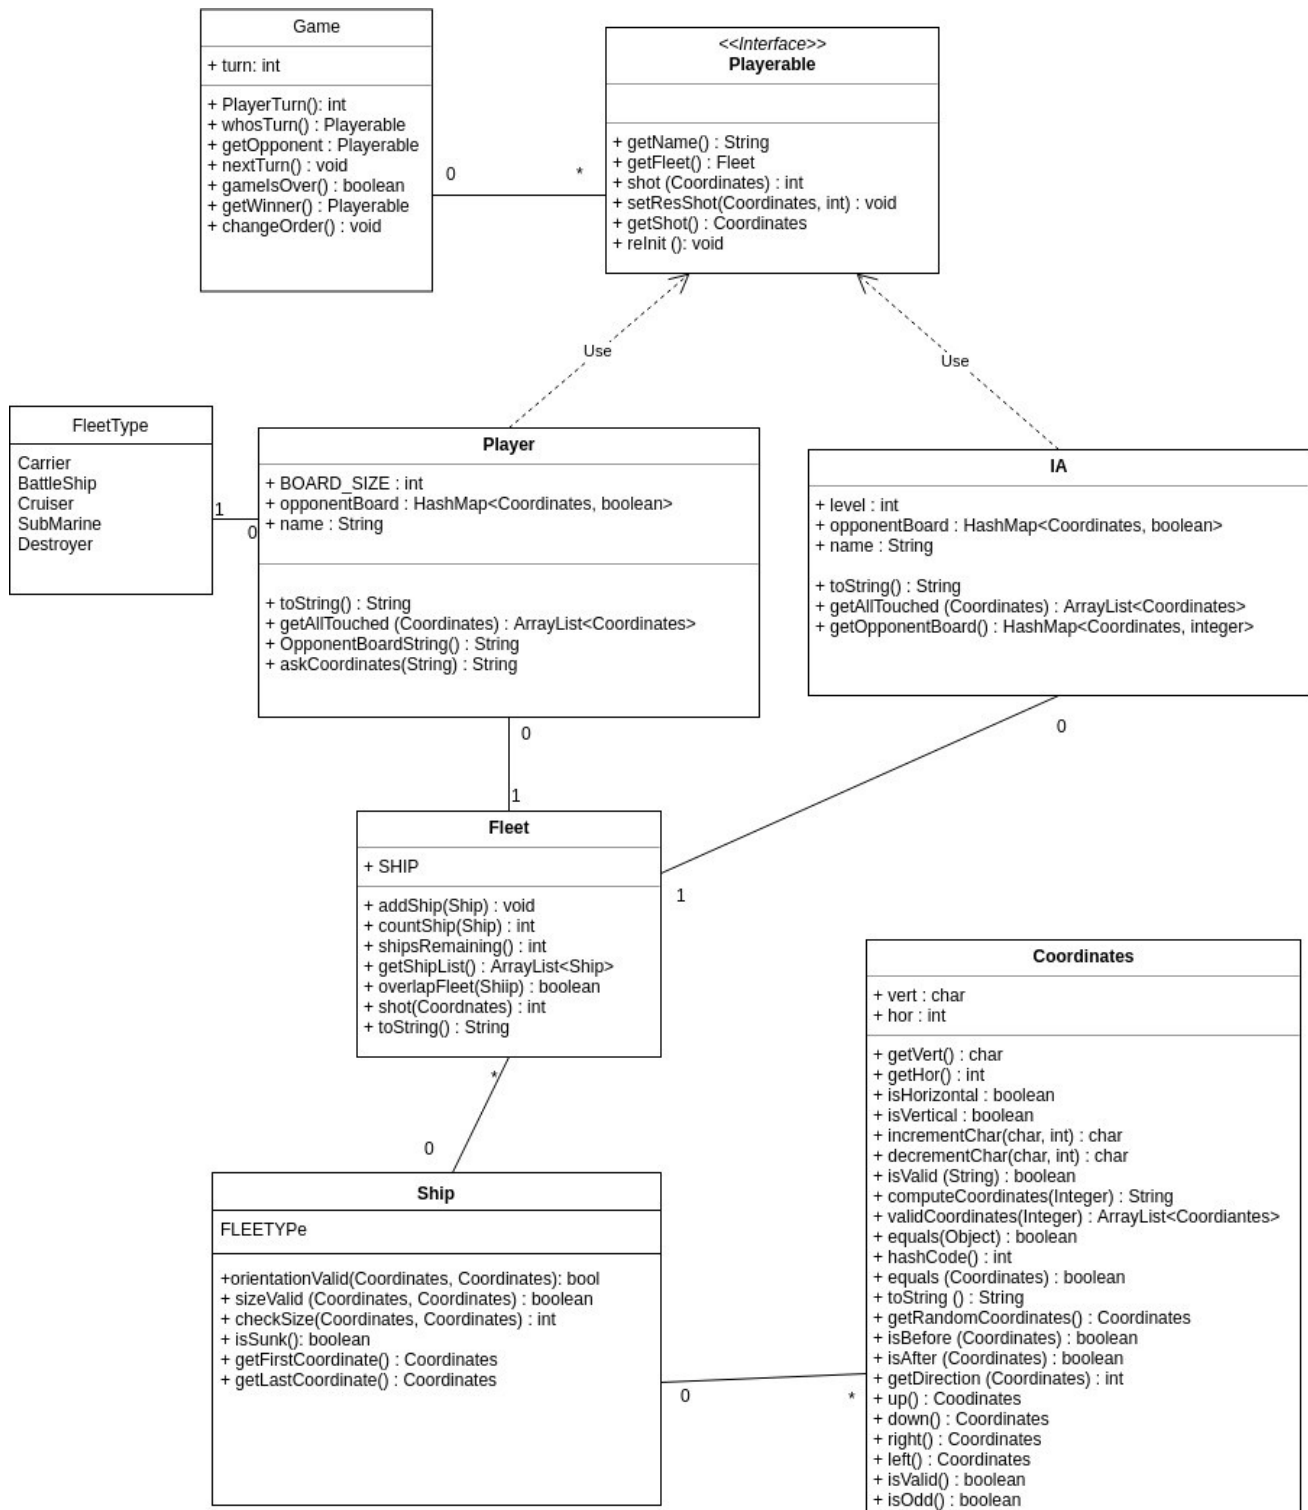 Game
+ turn: int
+ PlayerTurn(): int
+ whosTurn() : Playerable
+ getOpponent : Playerable
+ nextTurn() : void
+ gameIsOver() : boolean
+ getWinner() : Playerable
+ changeOrder() : void
0
*
<<Interface>>
Playerable
+ getName() : String
+ getFleet() : Fleet
+ shot (Coordinates) : int
+ setResShot(Coordinates, int) : void
+ getShot() : Coordinates
+ reInit (): void
Use
Use
FleetType
Carrier
BattleShip
Cruiser
SubMarine
Destroyer
1
0
Player
+ BOARD_SIZE : int
+ opponentBoard : HashMap<Coordinates, boolean>
+ name : String
+ toString() : String
+ getAllTouched (Coordinates) : ArrayList<Coordinates>
+ OpponentBoardString() : String
+ askCoordinates(String) : String
IA
+ level : int
+ opponentBoard : HashMap<Coordinates, boolean>
+ name : String
+ toString() : String
+ getAllTouched (Coordinates) : ArrayList<Coordinates>
+ getOpponentBoard() : HashMap<Coordinates, integer>
0
1
0
1
Fleet
+ SHIP
+ addShip(Ship) : void
+ countShip(Ship) : int
+ shipsRemaining() : int
+ getShipList() : ArrayList<Ship>
+ overlapFleet(Shiip) : boolean
+ shot(Coordnates) : int
+ toString() : String
*
0
Ship
FLEETYPe
+orientationValid(Coordinates, Coordinates): bool
+ sizeValid (Coordinates, Coordinates) : boolean
+ checkSize(Coordinates, Coordinates) : int
+ isSunk(): boolean
+ getFirstCoordinate() : Coordinates
+ getLastCoordinate() : Coordinates
0
*
Coordinates
+ vert : char
+ hor : int
+ getVert() : char
+ getHor() : int
+ isHorizontal : boolean
+ isVertical : boolean
+ incrementChar(char, int) : char
+ decrementChar(char, int) : char
+ isValid (String) : boolean
+ computeCoordinates(Integer) : String
+ validCoordinates(Integer) : ArrayList<Coordiantes>
+ equals(Object) : boolean
+ hashCode() : int
+ equals (Coordinates) : boolean
+ toString () : String
+ getRandomCoordinates() : Coordinates
+ isBefore (Coordinates) : boolean
+ isAfter (Coordinates) : boolean
+ getDirection (Coordinates) : int
+ up() : Coodinates
+ down() : Coordinates
+ right() : Coordinates
+ left() : Coordinates
+ isValid() : boolean
+ isOdd() : boolean